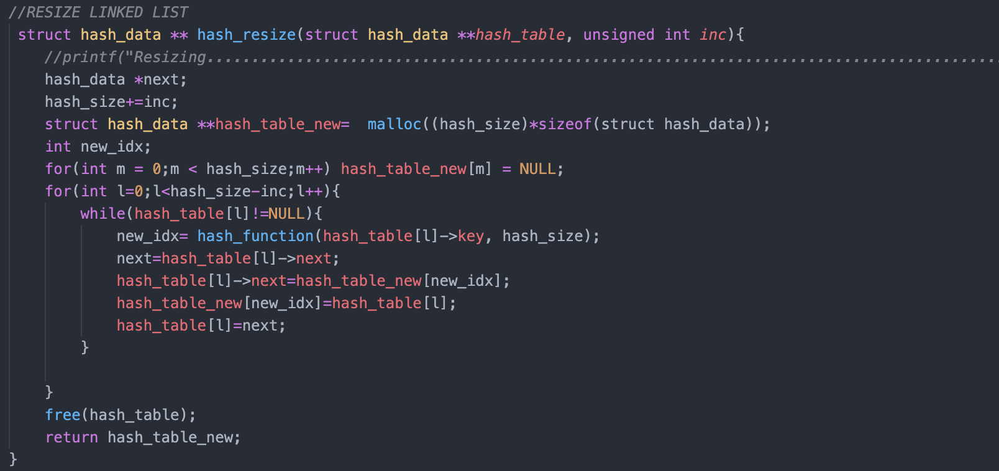 //RESIZE LINKED LIST
struct hash_data ** hash_resize(struct hash_data **hash_table, unsigned int inc){
//printf("Resizing.........................................................................................
hash_data *next;
hash_size+=inc;
struct hash_data **hash_table_new=  malloc((hash_size)*sizeof(struct hash_data));
int new_idx;
for(int m = 0;m < hash_size;m++) hash_table_new[m] = NULL;
for(int l=0;l<hash_size-inc;l++){
while(hash_table[l]!=NULL){
new_idx= hash_function(hash_table[l]->key, hash_size);
next=hash_table[l]->next;
hash_table[l]->next=hash_table_new[new_idx];
hash_table_new[new_idx]=hash_table[l];
hash_table[l]=next;
}
}
free(hash_table);
return hash_table_new;
}